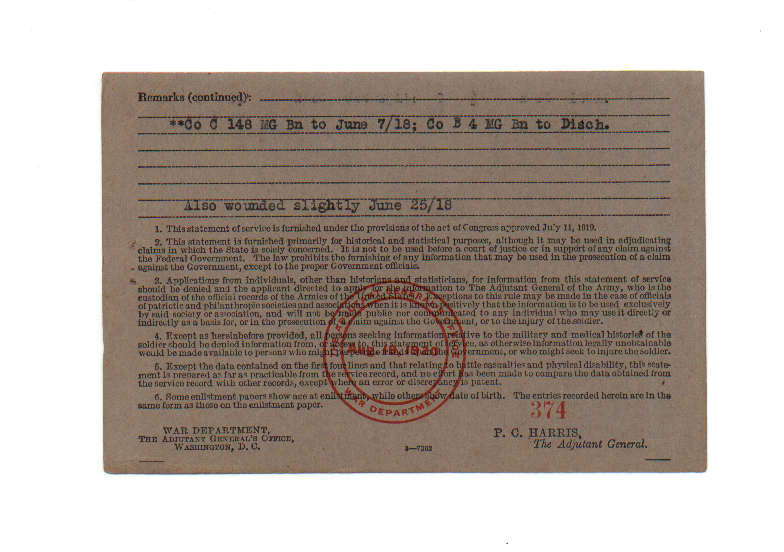 Remarks (continued):
**Co C 148 MG Bn to June 7/18; Co B 4 MG Bn to Disch.
Also wounded slightly June 25/18
1. This statement of service is furnished under the provisions of the act of Congress approved July 11, 1919.
2. This statement is furnished primarily for historical and statistical purposes, although it may be used in adjudicating
claims in which the State is solely concerned. It is not to be used before a court of justice or in support of any claim against
the Federal Government. The law prohibits the furnishing of any information that may be used in the prosecution of a claim
against the Government, except to the proper Government officials.
3. Applications from individuals, other than historians and statisticians, for information from this statement of service
should be denied and the applicant directed to apply for the information to The Adjutant General of the Army, who is the
custodian of the official records of the Armies of the United States. Exceptions to this rule may be made in the case of officials
of patriotic and philanthropic societies and associations when it is known positively that the information is to be used exclusively
by said society or association, and will not be made public nor communicated to any individual who may use it directly or
indirectly as a basis for, or in the prosecution of any claim against the Government, or to the injury of the soldier.
4. Except as hereinbefore provided, all persons seeking information relative to the military and medical histories of the
soldier should be denied information from, or access to, this statement of service, as otherwise information legally unobtainable
would be made available to persons who might purpose the Government, or who might seek to injure the soldier.
5. Except the data contained on the first lines and that relating to battle casualties and physical disability, this state-
ment is prepared as far as practicable from the service record, and no effort has been made to compare the data obtained from
the service record with other records, except where an error or discrepancy is patent.
6. Some enlistment papers show age at enlistment, while others show date of birth. The entries recorded herein are in the
same form as those on the enlistment paper.
374
WAR DEPARTMENT,
THE ADJUTANT GENERAL'S OFFICE,
WASHINGTON, D. C.
3—7302
P. C. HARRIS,
The Adjutant General.
WAR DEPARTMENT